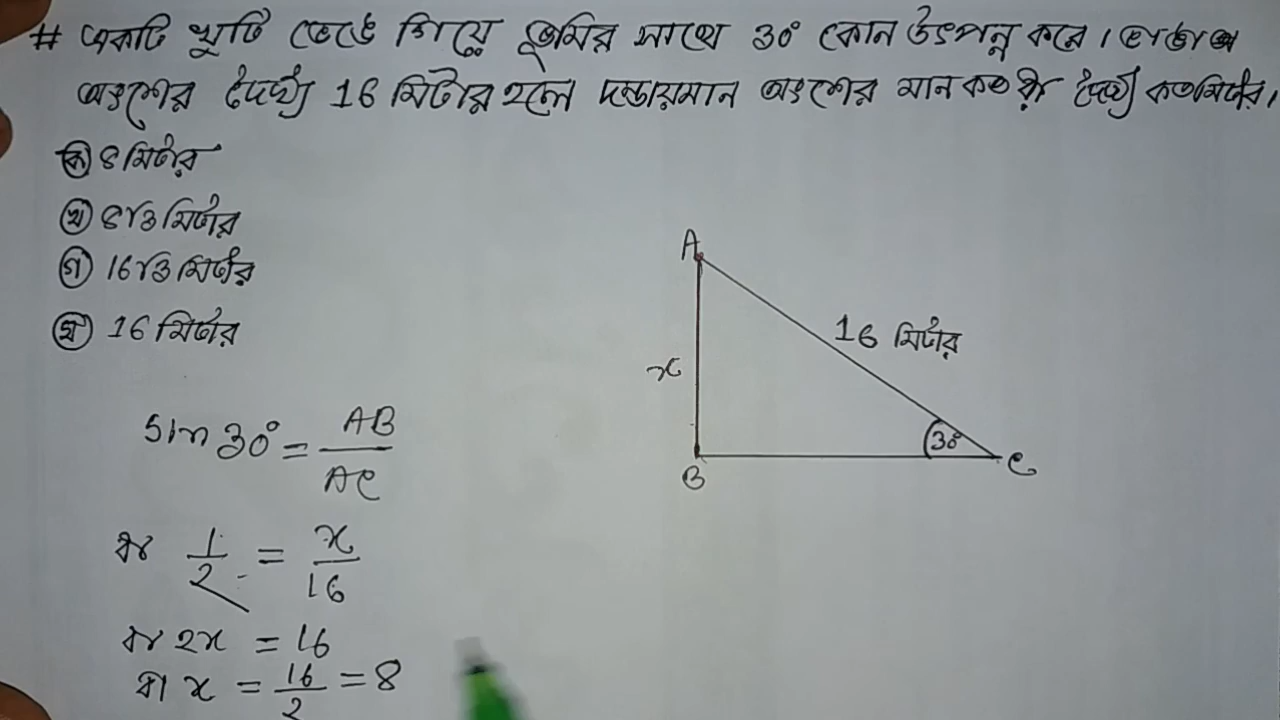 # একটি খুটি ভেঙে গিয়ে ভূমির সাথে 30° কোন উৎপন্ন করে। ভাঙা
অংশের দৈর্ঘ্য 16 মিটার হলে দন্ডায়মান অংশের মান কত দৈর্ঘ্য কত মিটার।
ক 8 মিটার
খ 8√3 মিটার
গ 16√3 মিটার
ঘ 16 মিটার
A
16 মিটার
x
30°
B
C
sin 30° = AB/AC
বা 1/2 = x/16
বা 2x = 16
বা x = 16/2 = 8